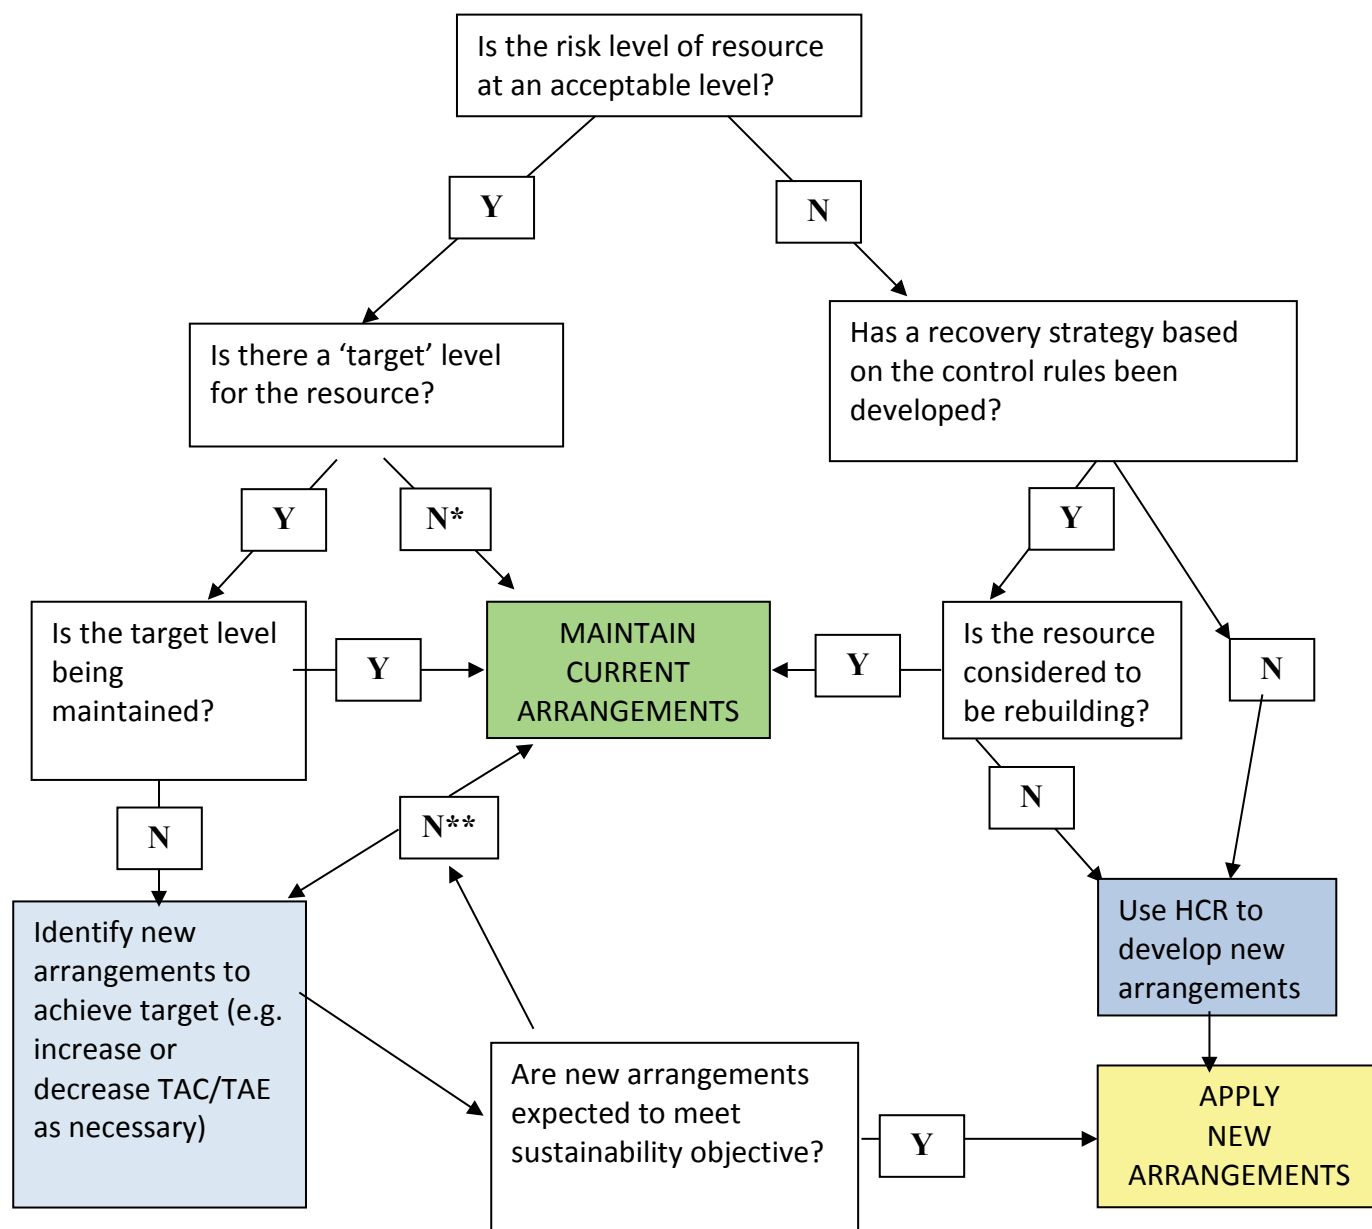 Is the risk level of resource
at an acceptable level?
Y
N
Is there a ‘target’ level
for the resource?
Has a recovery strategy based
on the control rules been
developed?
Y
N*
Y
N
Is the target level
being
maintained?
Y
MAINTAIN
CURRENT
ARRANGEMENTS
Y
Is the resource
considered to
be rebuilding?
N
N**
N
Identify new
arrangements to
achieve target (e.g.
increase or
decrease TAC/TAE
as necessary)
Use HCR to
develop new
arrangements
Are new arrangements
expected to meet
sustainability objective?
Y
APPLY
NEW
ARRANGEMENTS